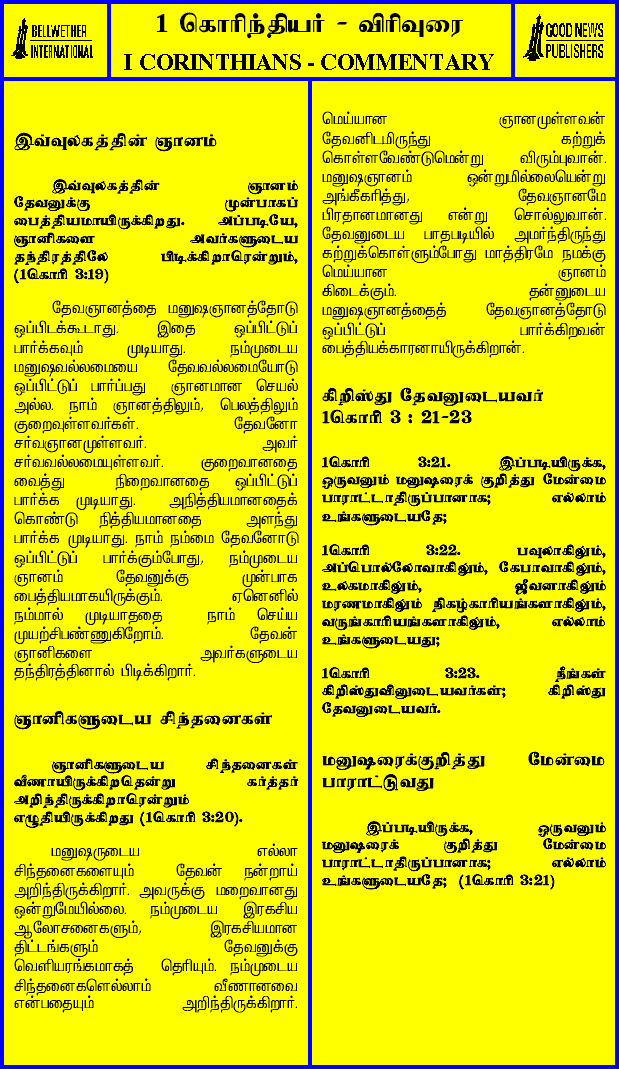 BELLWETHER
INTERNATIONAL
1 கொரிந்தியர் - விரிவுரை
I CORINTHIANS - COMMENTARY
GOOD NEWS
PUBLISHERS
இவ்வுலகத்தின் ஞானம்
இவ்வுலகத்தின் ஞானம்
தேவனுக்கு முன்பாகப்
பைத்தியமாயிருக்கிறது. அப்படியே,
ஞானிகளை அவர்களுடைய
தந்திரத்திலே பிடிக்கிறாரென்றும்,
(1கொரி 3:19)
தேவஞானத்தை மனுஷஞானத்தோடு
ஒப்பிடக்கூடாது. இதை ஒப்பிட்டுப்
பார்க்கவும் முடியாது. நம்முடைய
மனுஷவல்லமையை தேவவல்லமையோடு
ஒப்பிட்டுப் பார்ப்பது ஞானமான செயல்
அல்ல. நாம் ஞானத்திலும், பெலத்திலும்
குறைவுள்ளவர்கள். தேவனோ
சர்வஞானமுள்ளவர். அவர்
சர்வவல்லமையுள்ளவர். குறைவானதை
வைத்து நிறைவானதை ஒப்பிட்டுப்
பார்க்க முடியாது. அநித்தியமானதைக்
கொண்டு நித்தியமானதை அளந்து
பார்க்க முடியாது. நாம் நம்மை தேவனோடு
ஒப்பிட்டுப் பார்க்கும்போது, நம்முடைய
ஞானம் தேவனுக்கு முன்பாக
பைத்தியமாகயிருக்கும். ஏனெனில்
நம்மால் முடியாததை நாம் செய்ய
முயற்சிபண்ணுகிறோம். தேவன்
ஞானிகளை அவர்களுடைய
தந்திரத்தினால் பிடிக்கிறார்.
ஞானிகளுடைய சிந்தனைகள்
ஞானிகளுடைய சிந்தனைகள்
வீணாயிருக்கிறதென்று கர்த்தர்
அறிந்திருக்கிறாரென்றும்
எழுதியிருக்கிறது (1கொரி 3:20).
மனுஷருடைய எல்லா
சிந்தனைகளையும் தேவன் நன்றாய்
அறிந்திருக்கிறார். அவருக்கு மறைவானது
ஒன்றுமேயில்லை. நம்முடைய இரகசிய
ஆலோசனைகளும், இரகசியமான
திட்டங்களும் தேவனுக்கு
வெளியரங்கமாகத் தெரியும். நம்முடைய
சிந்தனைகளெல்லாம் வீணானவை
என்பதையும் அறிந்திருக்கிறார்.
மெய்யான ஞானமுள்ளவன்
தேவனிடமிருந்து கற்றுக்
கொள்ளவேண்டுமென்று விரும்புவான்.
மனுஷஞானம் ஒன்றுமில்லையென்று
அங்கீகரித்து, தேவஞானமே
பிரதானமானது என்று சொல்லுவான்.
தேவனுடைய பாதபடியில் அமர்ந்திருந்து
கற்றுக்கொள்ளும்போது மாத்திரமே நமக்கு
மெய்யான ஞானம்
கிடைக்கும். தன்னுடைய
மனுஷஞானத்தைத் தேவஞானத்தோடு
ஒப்பிட்டுப் பார்க்கிறவன்
பைத்தியக்காரனாயிருக்கிறான்.
கிறிஸ்து தேவனுடையவர்
1கொரி 3 : 21-23
1கொரி 3:21. இப்படியிருக்க,
ஒருவனும் மனுஷரைக் குறித்து மேன்மை
பாராட்டாதிருப்பானாக; எல்லாம்
உங்களுடையதே;
1கொரி 3:22. பவுலாகிலும்,
அப்பொல்லோவாகிலும், கேபாவாகிலும்,
உலகமாகிலும், ஜீவனாகிலும்
மரணமாகிலும் நிகழ்காரியங்களாகிலும்,
வருங்காரியங்களாகிலும், எல்லாம்
உங்களுடையது;
1கொரி 3:23. நீங்கள்
கிறிஸ்துவினுடையவர்கள்; கிறிஸ்து
தேவனுடையவர்.
மனுஷரைக்குறித்து மேன்மை
பாராட்டுவது
இப்படியிருக்க, ஒருவனும்
மனுஷரைக் குறித்து மேன்மை
பாராட்டாதிருப்பானாக; எல்லாம்
உங்களுடையதே; (1கொரி 3:21)